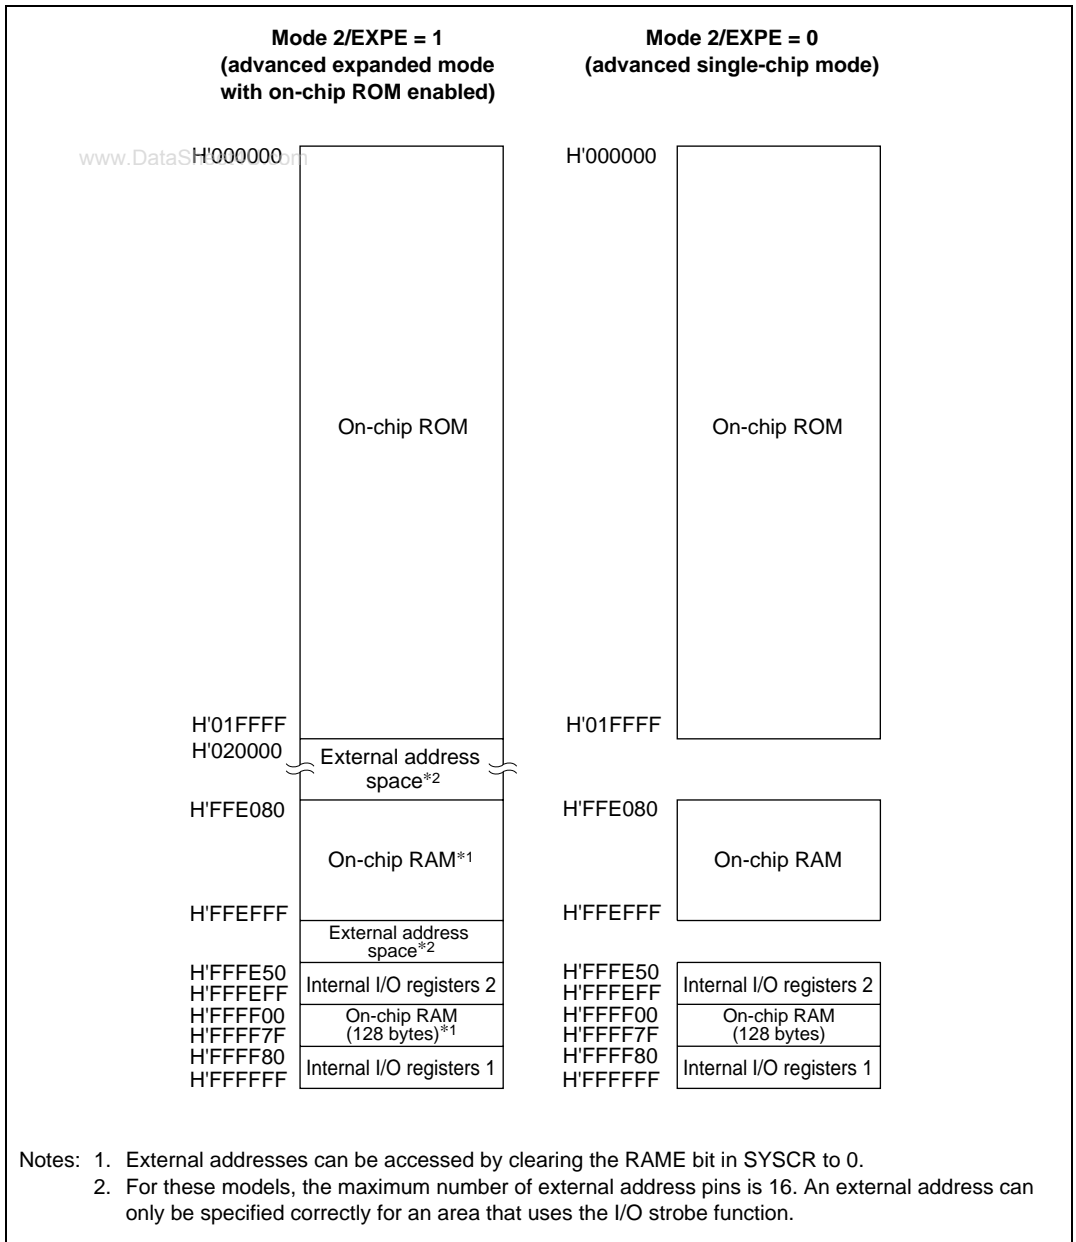 Mode 2/EXPE = 1
(advanced expanded mode
with on-chip ROM enabled)
Mode 2/EXPE = 0
(advanced single-chip mode)
H'000000
On-chip ROM
H'01FFFF
H'020000
External address
space*2
H'FFE080
On-chip RAM*1
H'FFEFFF
External address
space*2
H'FFFE50
Internal I/O registers 2
H'FFFEFF
H'FFFF00
On-chip RAM
(128 bytes)*1
H'FFFF7F
H'FFFF80
Internal I/O registers 1
H'FFFFFF
H'000000
On-chip ROM
H'01FFFF
H'FFE080
On-chip RAM
H'FFEFFF
H'FFFE50
Internal I/O registers 2
H'FFFEFF
H'FFFF00
On-chip RAM
(128 bytes)
H'FFFF7F
H'FFFF80
Internal I/O registers 1
H'FFFFFF
Notes: 1. External addresses can be accessed by clearing the RAME bit in SYSCR to 0.
2. For these models, the maximum number of external address pins is 16. An external address can
only be specified correctly for an area that uses the I/O strobe function.